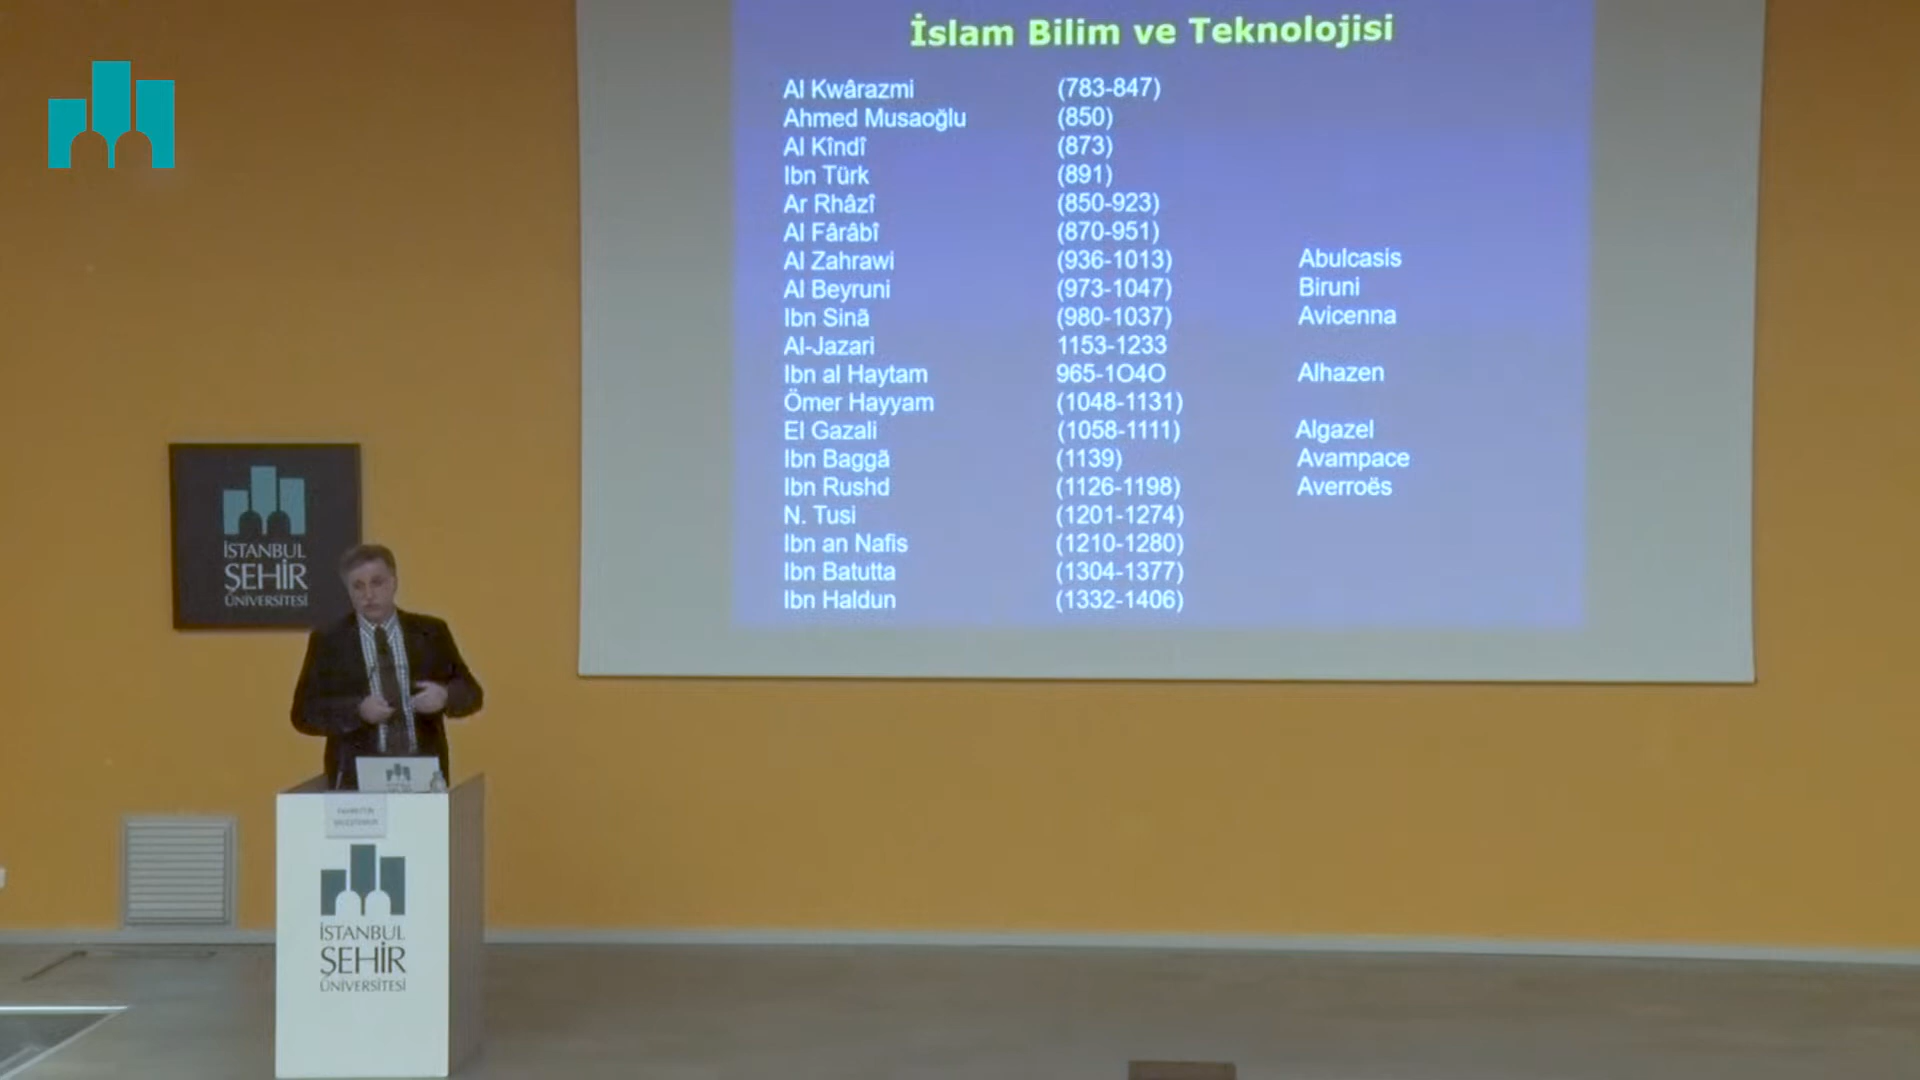 İslam Bilim ve Teknolojisi
Al Kwârazmi (783-847)
Ahmed Musaoğlu (850)
Al Kîndî (873)
Ibn Türk (891)
Ar Rhâzî (850-923)
Al Fârâbî (870-951)
Al Zahrawi (936-1013) Abulcasis
Al Beyruni (973-1047) Biruni
Ibn Sinã (980-1037) Avicenna
Al-Jazari 1153-1233
Ibn al Haytam 965-1O4O Alhazen
Ömer Hayyam (1048-1131)
El Gazali (1058-1111) Algazel
Ibn Baggã (1139) Avampace
Ibn Rushd (1126-1198) Averroës
N. Tusi (1201-1274)
Ibn an Nafis (1210-1280)
Ibn Batutta (1304-1377)
Ibn Haldun (1332-1406)
İSTANBUL
ŞEHİR
ÜNİVERSİTESİ
İSTANBUL
ŞEHİR
ÜNİVERSİTESİ